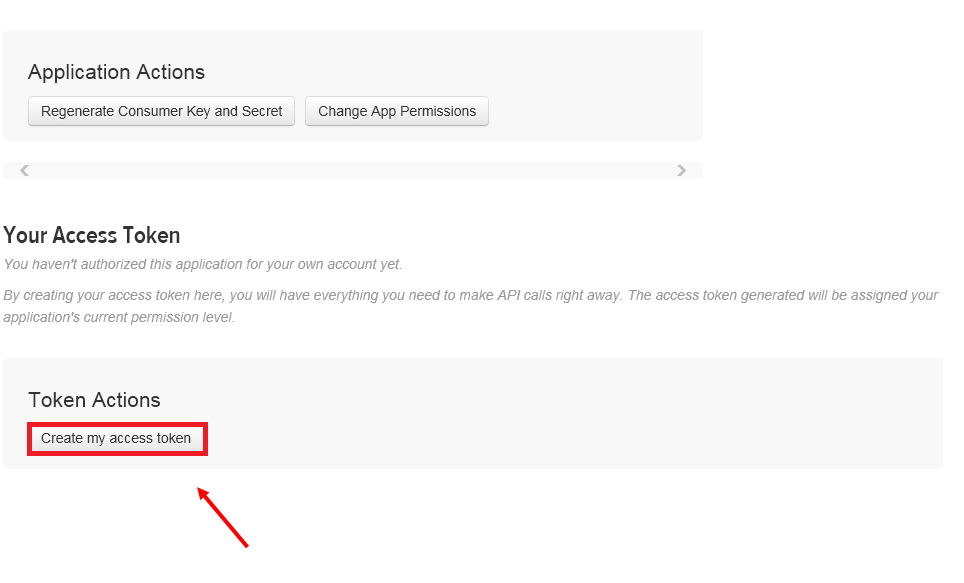 Application Actions
Regenerate Consumer Key and Secret Change App Permissions
Your Access Token
You haven't authorized this application for your own account yet.
By creating your access token here, you will have everything you need to make API calls right away. The access token generated will be assigned your
application's current permission level.
Token Actions
Create my access token